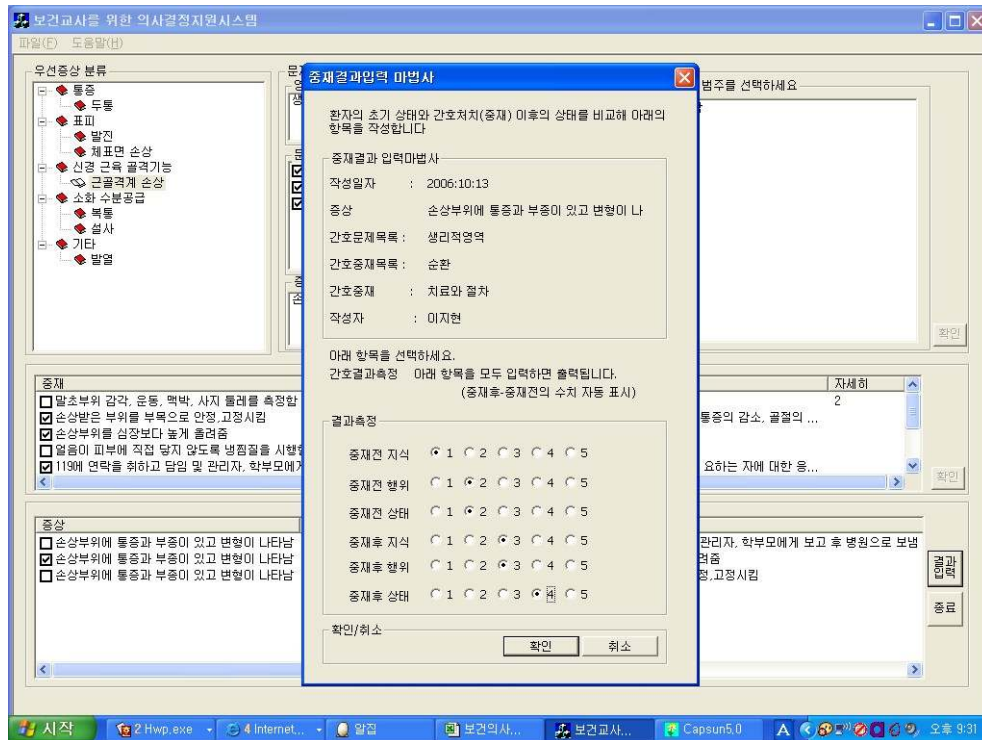 보건교사를 위한 의사결정지원시스템
파일(F) 도움말(H)
우선증상 분류
통증
두통
표피
발진
체표면 손상
신경 근육 골격기능
근골격계 손상
소화 수분공급
복통
설사
기타
발열
범주를 선택하세요
확인
중재결과입력 마법사
환자의 초기 상태와 간호처치(중재) 이후의 상태를 비교해 아래의
항목을 작성합니다
중재결과 입력마법사
작성일자 : 2006:10:13
증상 손상부위에 통증과 부종이 있고 변형이 나
간호문제목록 : 생리적영역
간호중재목록 : 순환
간호중재 : 치료와 절차
작성자 : 이지현
아래 항목을 선택하세요.
간호결과측정 아래 항목을 모두 입력하면 출력됩니다.
(중재후-중재전의 수치 자동 표시)
결과측정
중재전 지식 1 2 3 4 5
중재전 행위 1 2 3 4 5
중재전 상태 1 2 3 4 5
중재후 지식 1 2 3 4 5
중재후 행위 1 2 3 4 5
중재후 상태 1 2 3 4 5
확인/취소
확인 취소
중재 자세히
말초부위 감각, 운동, 맥박, 사지 둘레를 측정함 2
손상받은 부위를 부목으로 안정,고정시킴 통증의 감소, 골절의 ...
손상부위를 심장보다 높게 올려줌
얼음이 피부에 직접 닿지 않도록 냉찜질을 시행
119에 연락을 취하고 담임 및 관리자, 학부모에게 요하는 자에 대한 응...
확인
증상
손상부위에 통증과 부종이 있고 변형이 나타남 관리자, 학부모에게 보고 후 병원으로 보냄
손상부위에 통증과 부종이 있고 변형이 나타남 려줌
손상부위에 통증과 부종이 있고 변형이 나타남 정,고정시킴
결과
입력
종료
시작 2 Hwp.exe 4 Internet... 알집 보건의사... 보건교사... Capsun5,0 A 오후 9:31